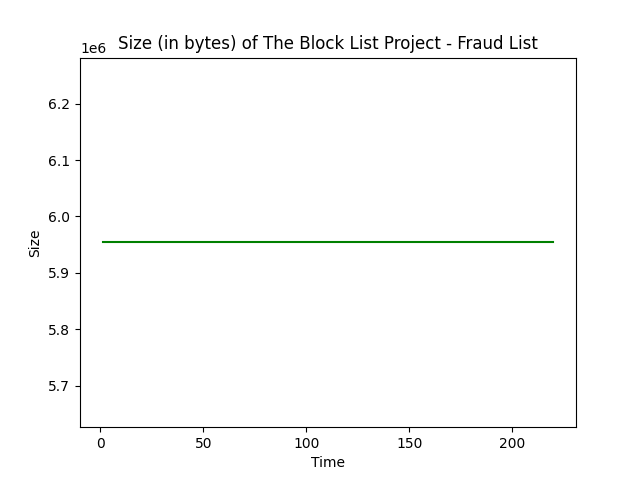 Size (in bytes) of The Block List Project - Fraud List
1e6
6.2
6.1
6.0
5.9
5.8
5.7
Size
0 50 100 150 200
Time